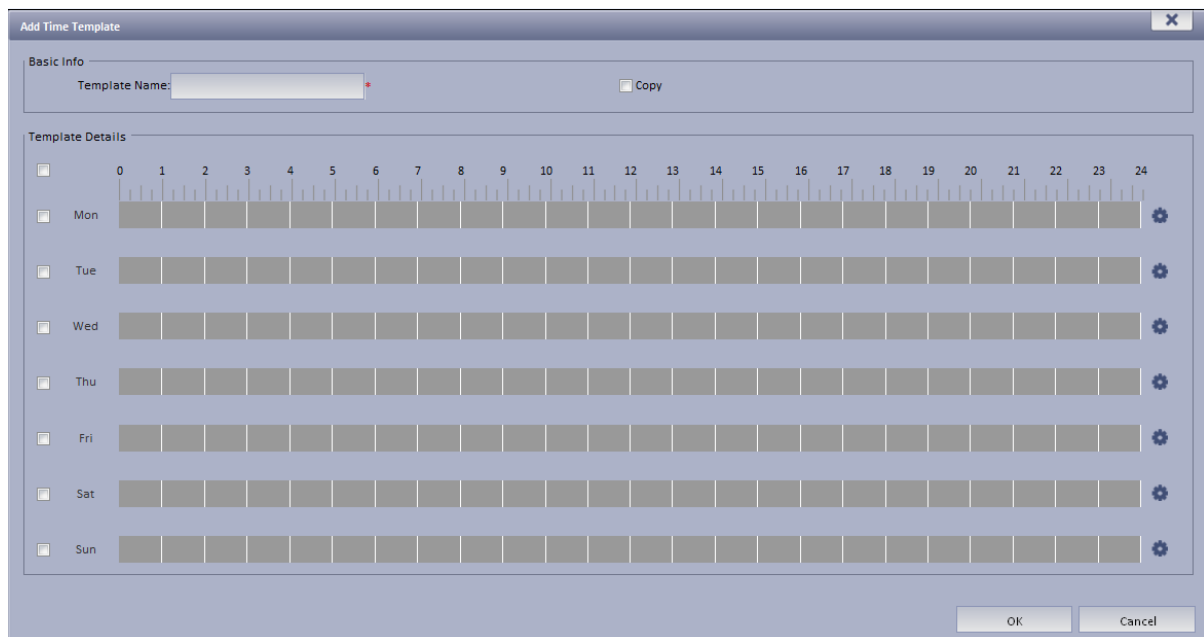 Add Time Template
Basic Info
Template Name: * Copy
Template Details
0 1 2 3 4 5 6 7 8 9 10 11 12 13 14 15 16 17 18 19 20 21 22 23 24
Mon
Tue
Wed
Thu
Fri
Sat
Sun
OK Cancel